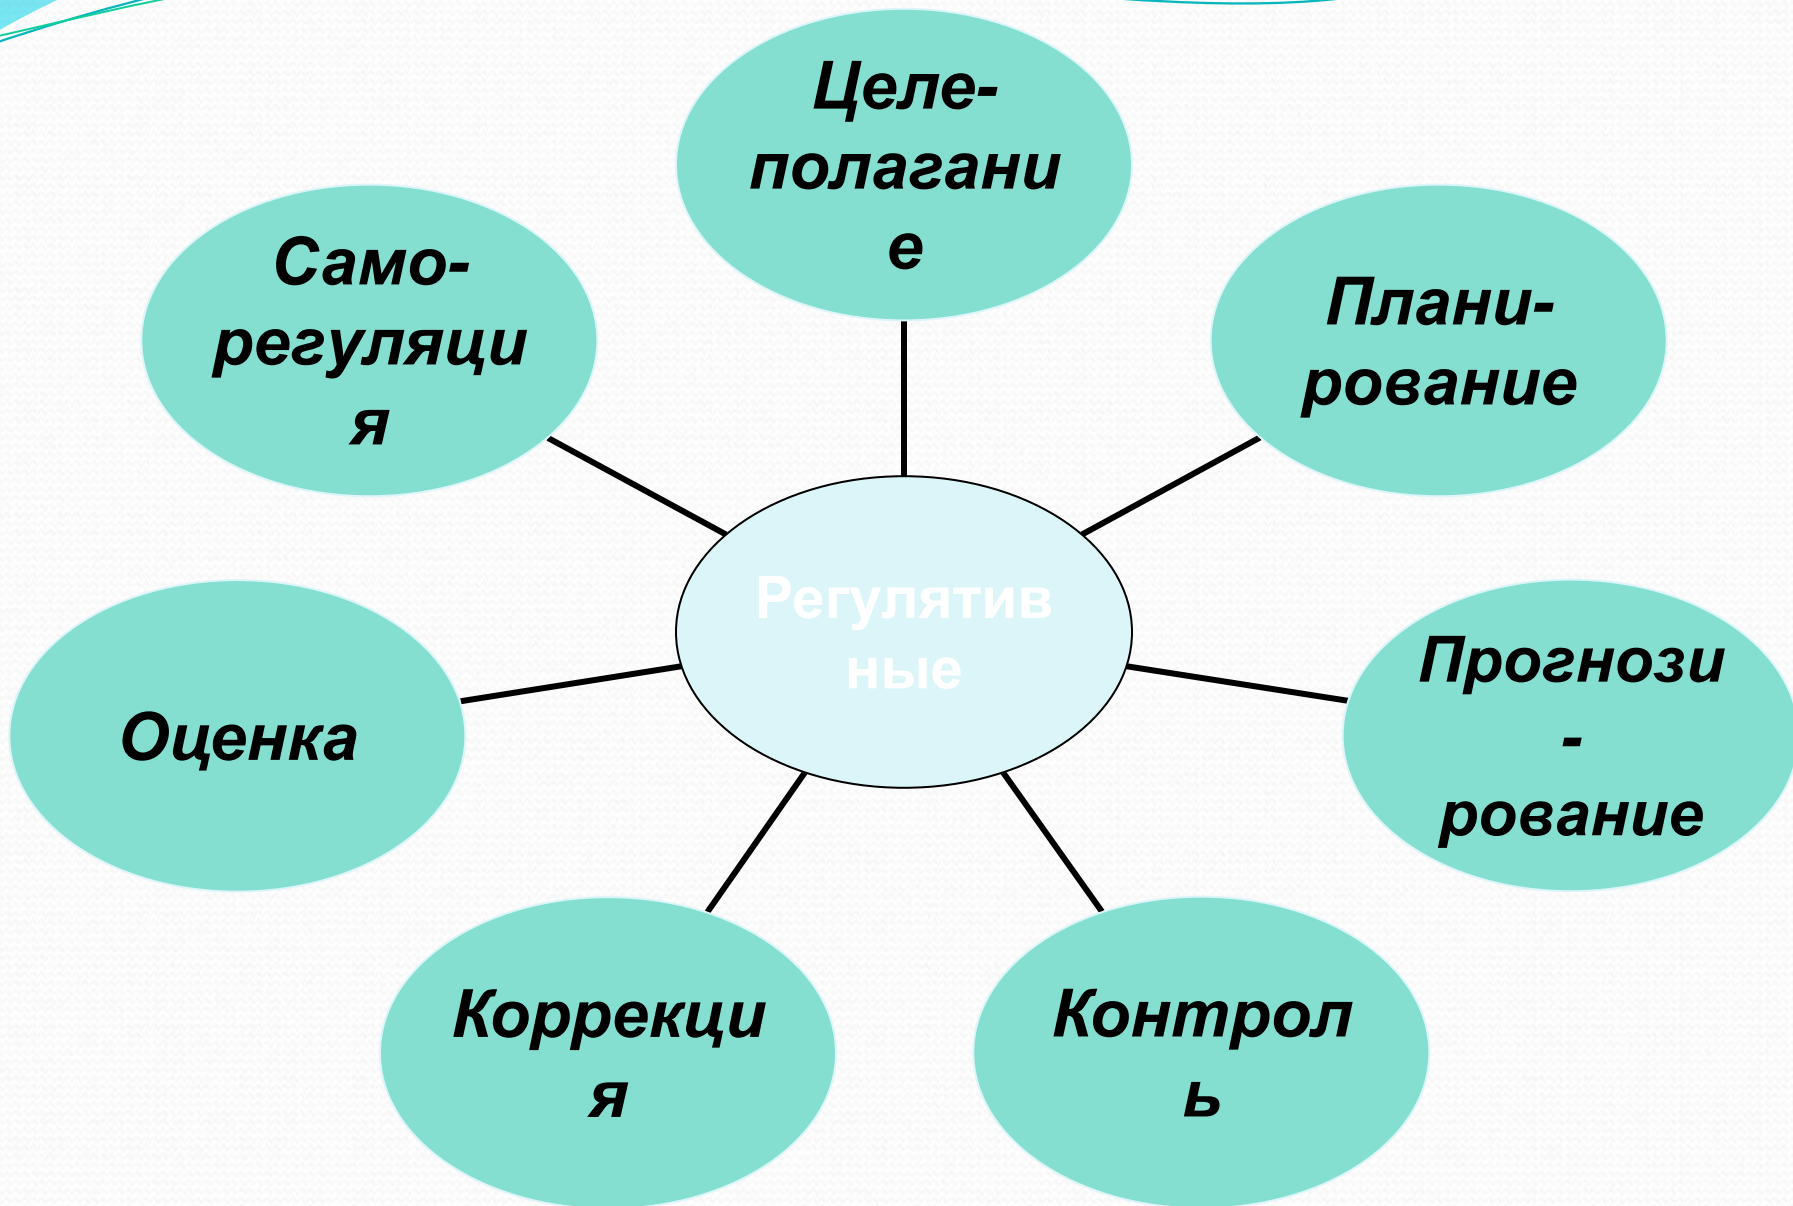 Целе-
полагани
е
Плани-
рование
Прогнози
-
рование
Контрол
ь
Коррекци
я
Оценка
Само-
регуляци
я
Регулятив
ные